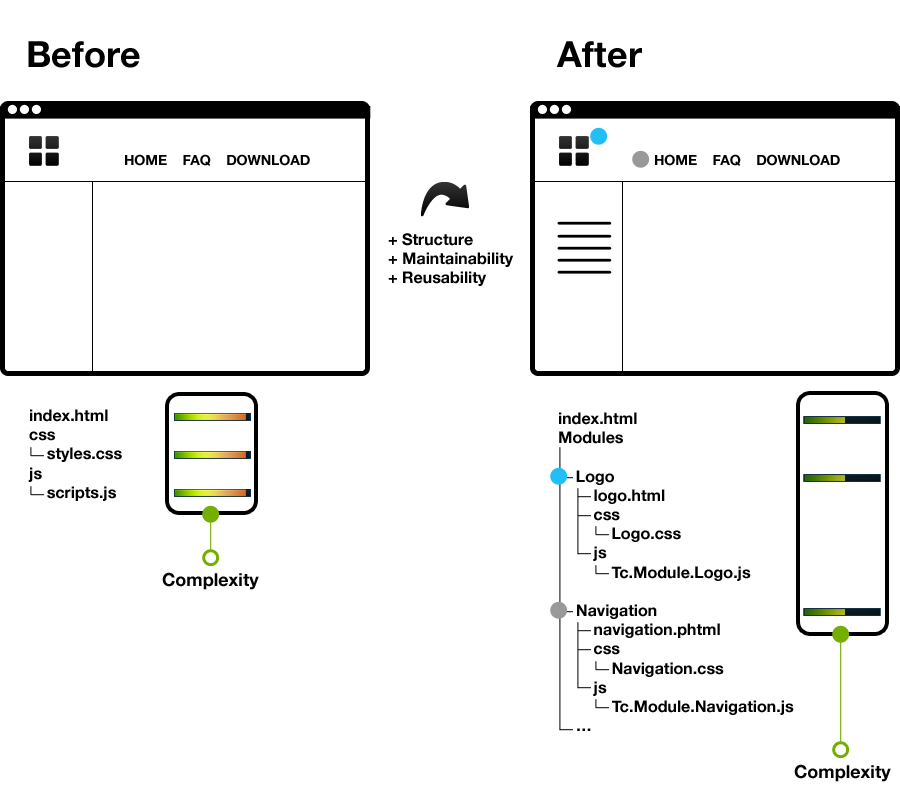 Before
HOME FAQ DOWNLOAD
+ Structure
+ Maintainability
+ Reusability
index.html
css
styles.css
js
scripts.js
Complexity
After
HOME FAQ DOWNLOAD
index.html
Modules
Logo
logo.html
css
Logo.css
js
Tc.Module.Logo.js
Navigation
navigation.phtml
css
Navigation.css
js
Tc.Module.Navigation.js
...
Complexity